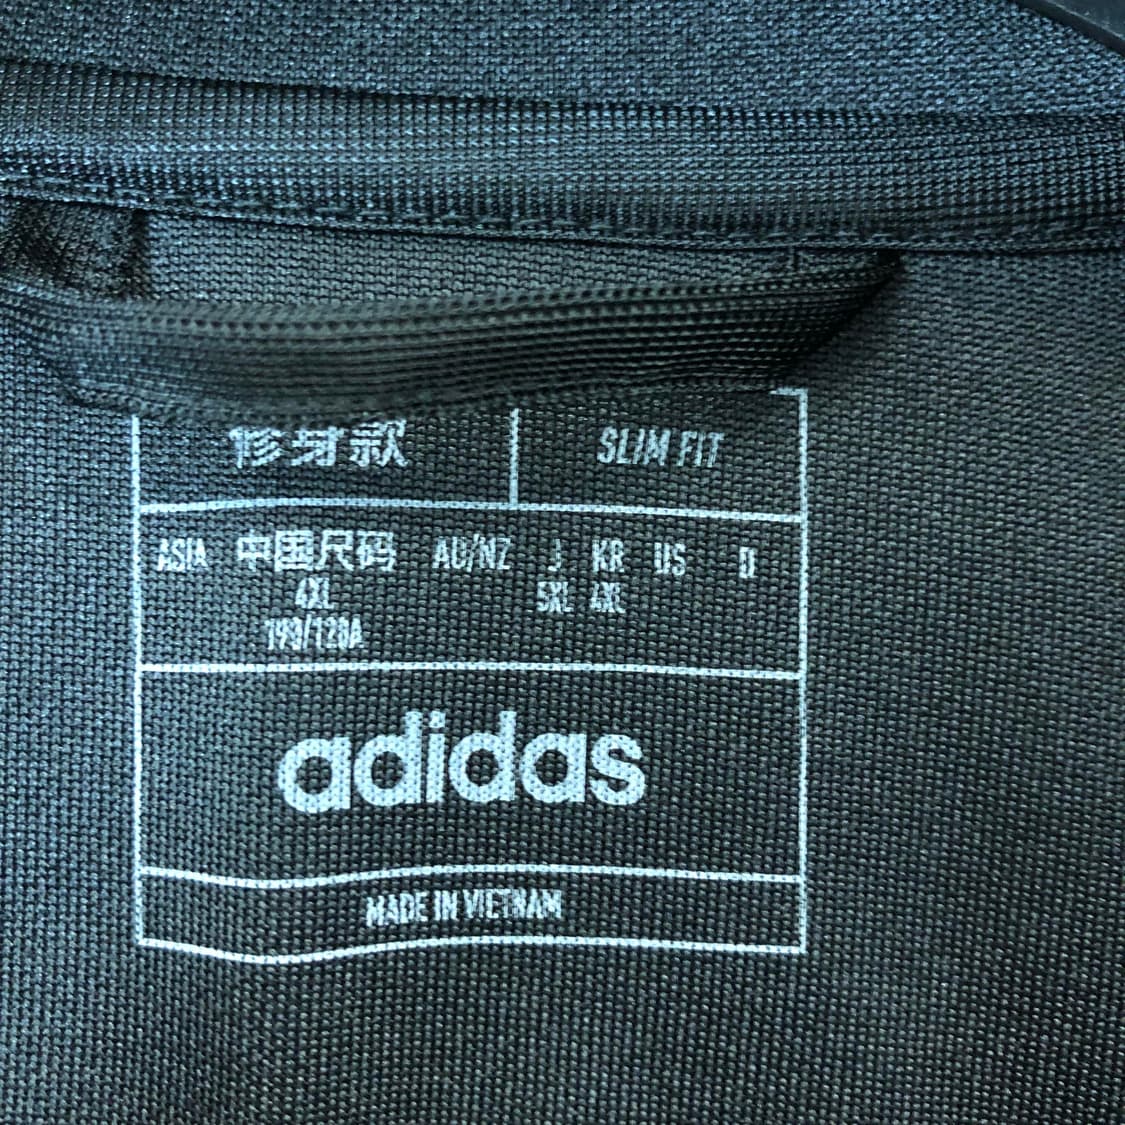 修身款 SLIM FIT
ASIA 中国尺码 AU/NZ J KR US D
4XL 5XL 4XL
190/128A
adidas
MADE IN VIETNAM